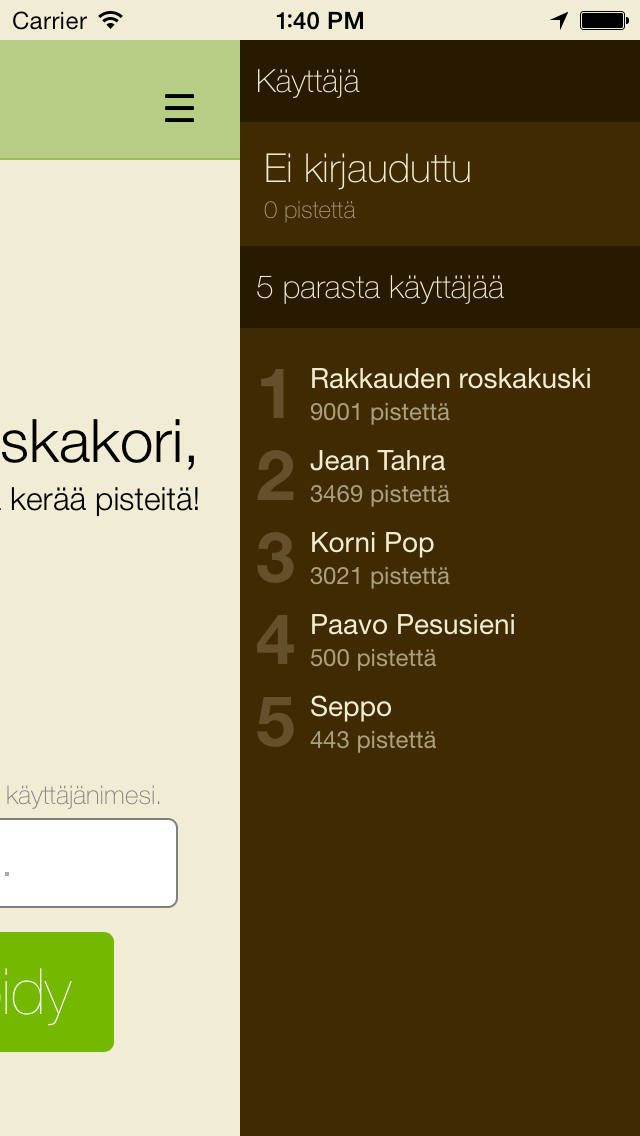 Carrier 1:40 PM
Käyttäjä
Ei kirjauduttu
0 pistettä
5 parasta käyttäjää
1 Rakkauden roskakuski
9001 pistettä
2 Jean Tahra
3469 pistettä
3 Korni Pop
3021 pistettä
4 Paavo Pesusieni
500 pistettä
5 Seppo
443 pistettä
skakori,
kerää pisteitä!
käyttäjänimesi.
.
idy